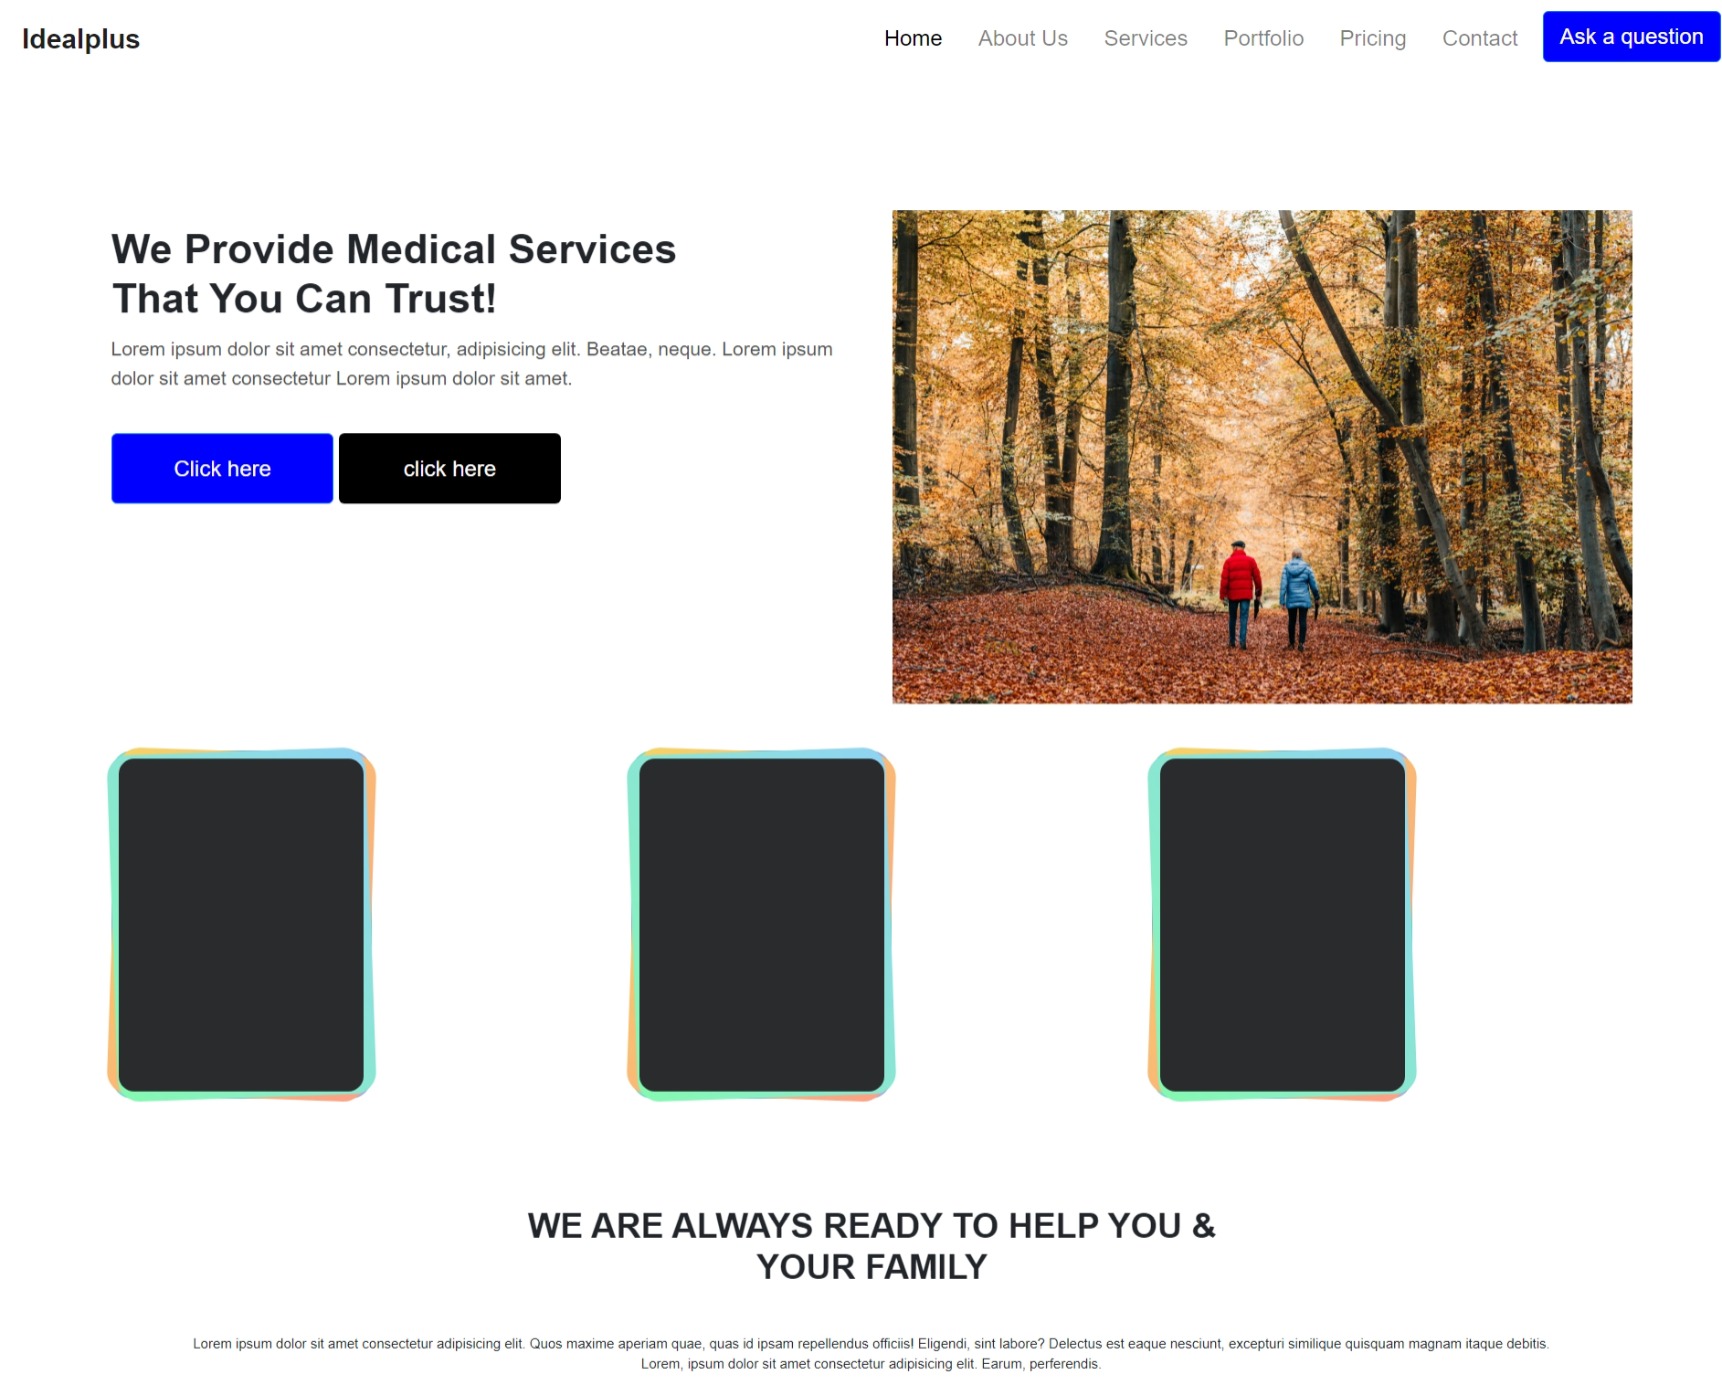 Idealplus
Home About Us Services Portfolio Pricing Contact Ask a question
We Provide Medical Services
That You Can Trust!
Lorem ipsum dolor sit amet consectetur, adipisicing elit. Beatae, neque. Lorem ipsum
dolor sit amet consectetur Lorem ipsum dolor sit amet.
Click here click here
WE ARE ALWAYS READY TO HELP YOU &
YOUR FAMILY
Lorem ipsum dolor sit amet consectetur adipisicing elit. Quos maxime aperiam quae, quas id ipsam repellendus officiis! Eligendi, sint labore? Delectus est eaque nesciunt, excepturi similique quisquam magnam itaque debitis.
Lorem, ipsum dolor sit amet consectetur adipisicing elit. Earum, perferendis.